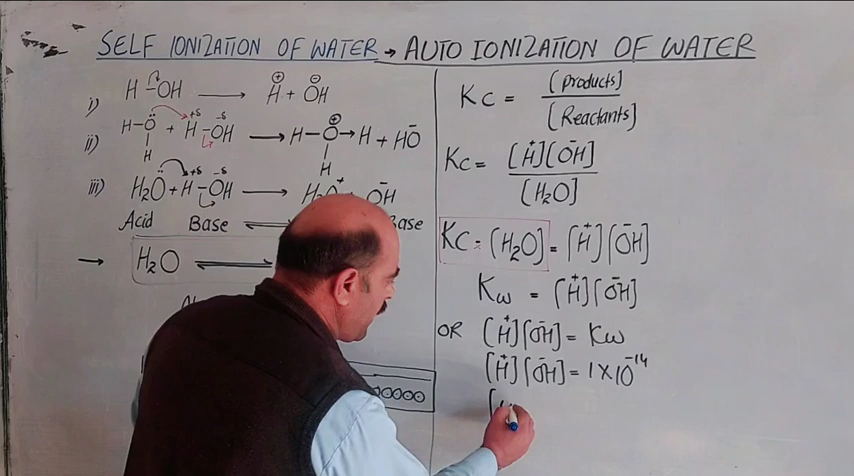 SELF IONIZATION OF WATER → AUTO IONIZATION OF WATER
i) H-OH → H⊕ + OH⊖
ii) H-Ö + H+δ -OH-δ → H-O⊕→H + HO⁻
H H
iii) H₂Ö + H+δ -OH-δ → H₂O⁺ OH⁻
Acid Base ⇌ Base
→ H₂O ⇌
Kc = [Products] / [Reactants]
Kc = [H⁺][OH⁻] / [H₂O]
Kc = [H₂O] = [H⁺][OH⁻]
Kw = [H⁺][OH⁻]
OR [H⁺][OH⁻] = Kw
[H⁺][OH⁻] = 1 × 10⁻¹⁴
[